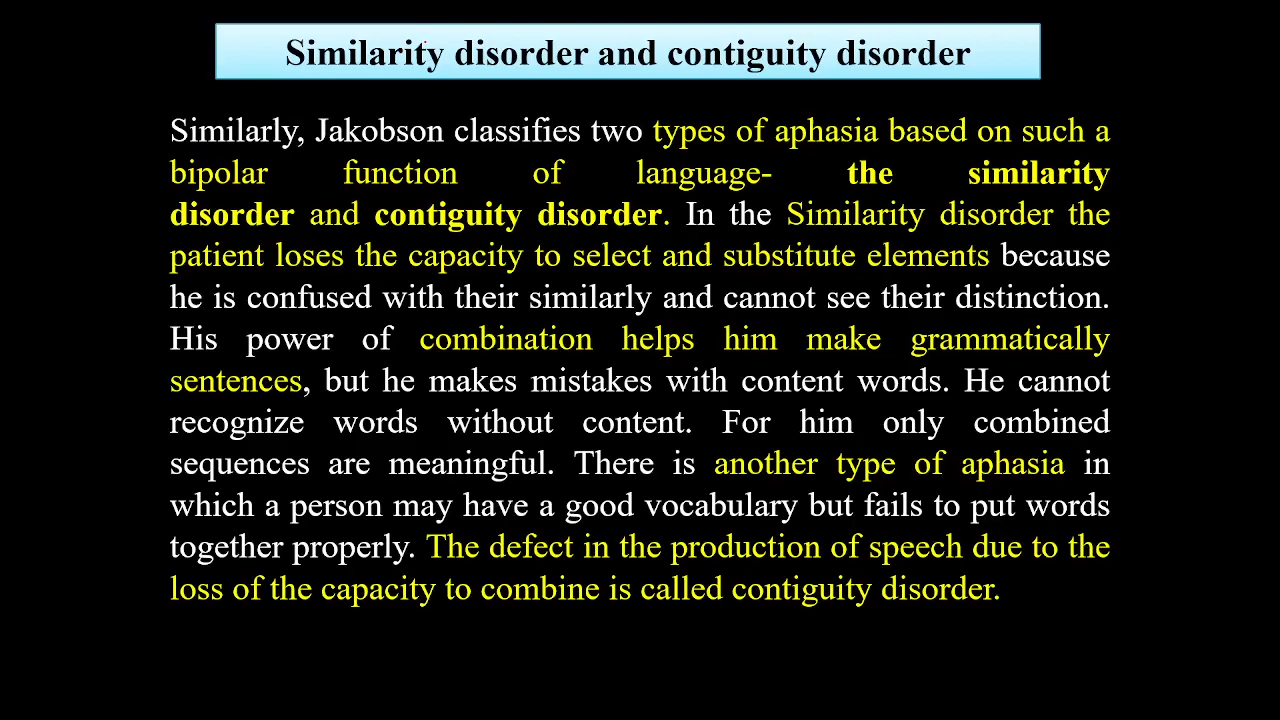 Similarity disorder and contiguity disorder
Similarly, Jakobson classifies two types of aphasia based on such a
bipolar function of language- the similarity
disorder and contiguity disorder. In the Similarity disorder the
patient loses the capacity to select and substitute elements because
he is confused with their similarly and cannot see their distinction.
His power of combination helps him make grammatically
sentences, but he makes mistakes with content words. He cannot
recognize words without content. For him only combined
sequences are meaningful. There is another type of aphasia in
which a person may have a good vocabulary but fails to put words
together properly. The defect in the production of speech due to the
loss of the capacity to combine is called contiguity disorder.